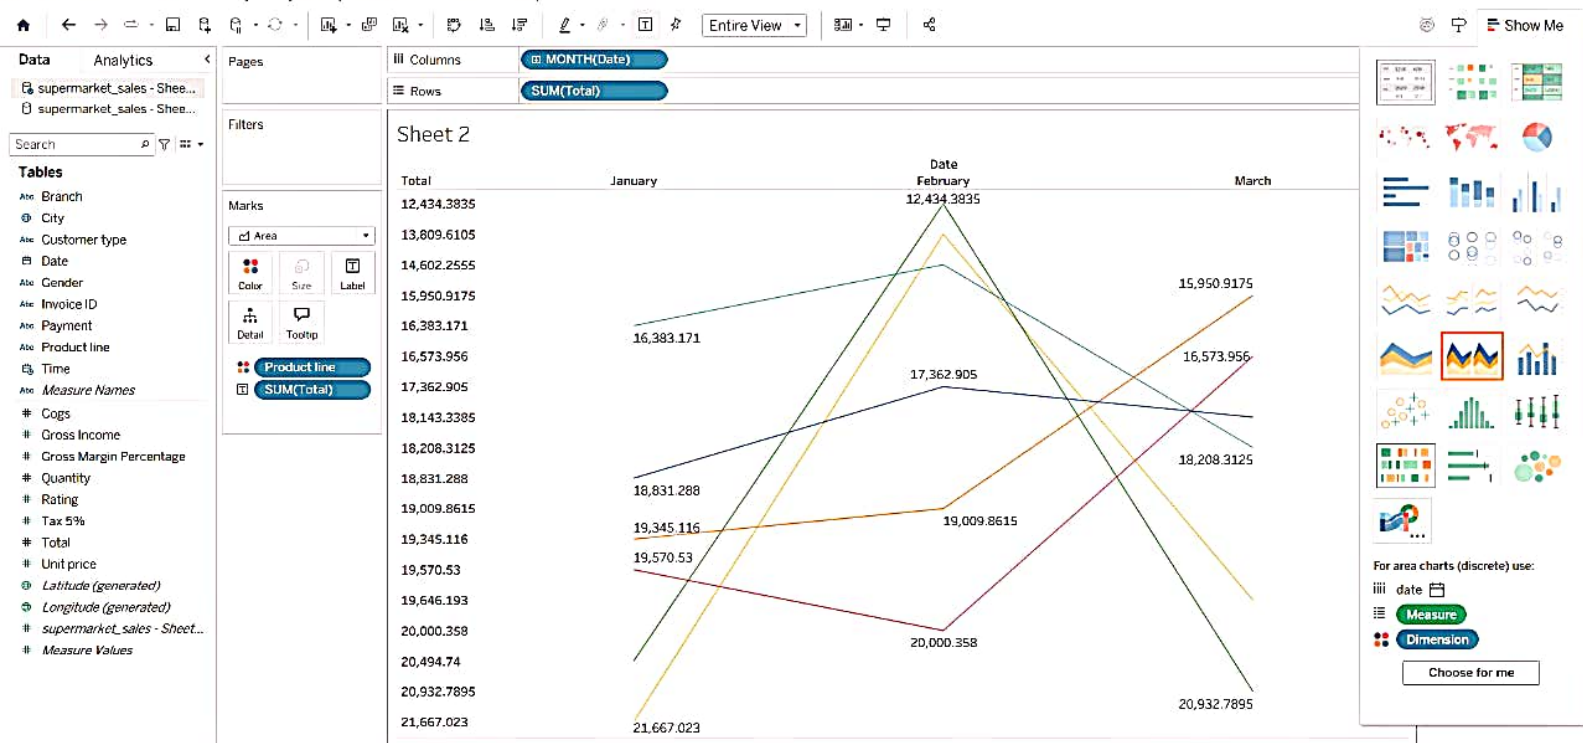 Entire View
Show Me
Data
Analytics
supermarket_sales - Shee...
supermarket_sales - Shee...
Search
Tables
Abc Branch
City
Abc Customer type
Date
Abc Gender
Abc Invoice ID
Abc Payment
Abc Product line
Time
Abc Measure Names
# Cogs
# Gross Income
# Gross Margin Percentage
# Quantity
# Rating
# Tax 5%
# Total
# Unit price
Latitude (generated)
Longitude (generated)
# supermarket_sales - Sheet...
# Measure Values
Pages
Filters
Marks
Area
Color
Size
Label
Detail
Tooltip
Product line
SUM(Total)
Columns
MONTH(Date)
Rows
SUM(Total)
Sheet 2
Date
Total
January
February
March
12,434.3835
13,809.6105
14,602.2555
15,950.9175
16,383.171
16,573.956
17,362.905
18,143.3385
18,208.3125
18,831.288
19,009.8615
19,345.116
19,570.53
19,646.193
20,000.358
20,494.74
20,932.7895
21,667.023
12,434.3835
15,950.9175
16,383.171
16,573.956
17,362.905
18,208.3125
18,831.288
19,345.116
19,009.8615
19,570.53
20,000.358
20,932.7895
21,667.023
For area charts (discrete) use:
date
Measure
Dimension
Choose for me